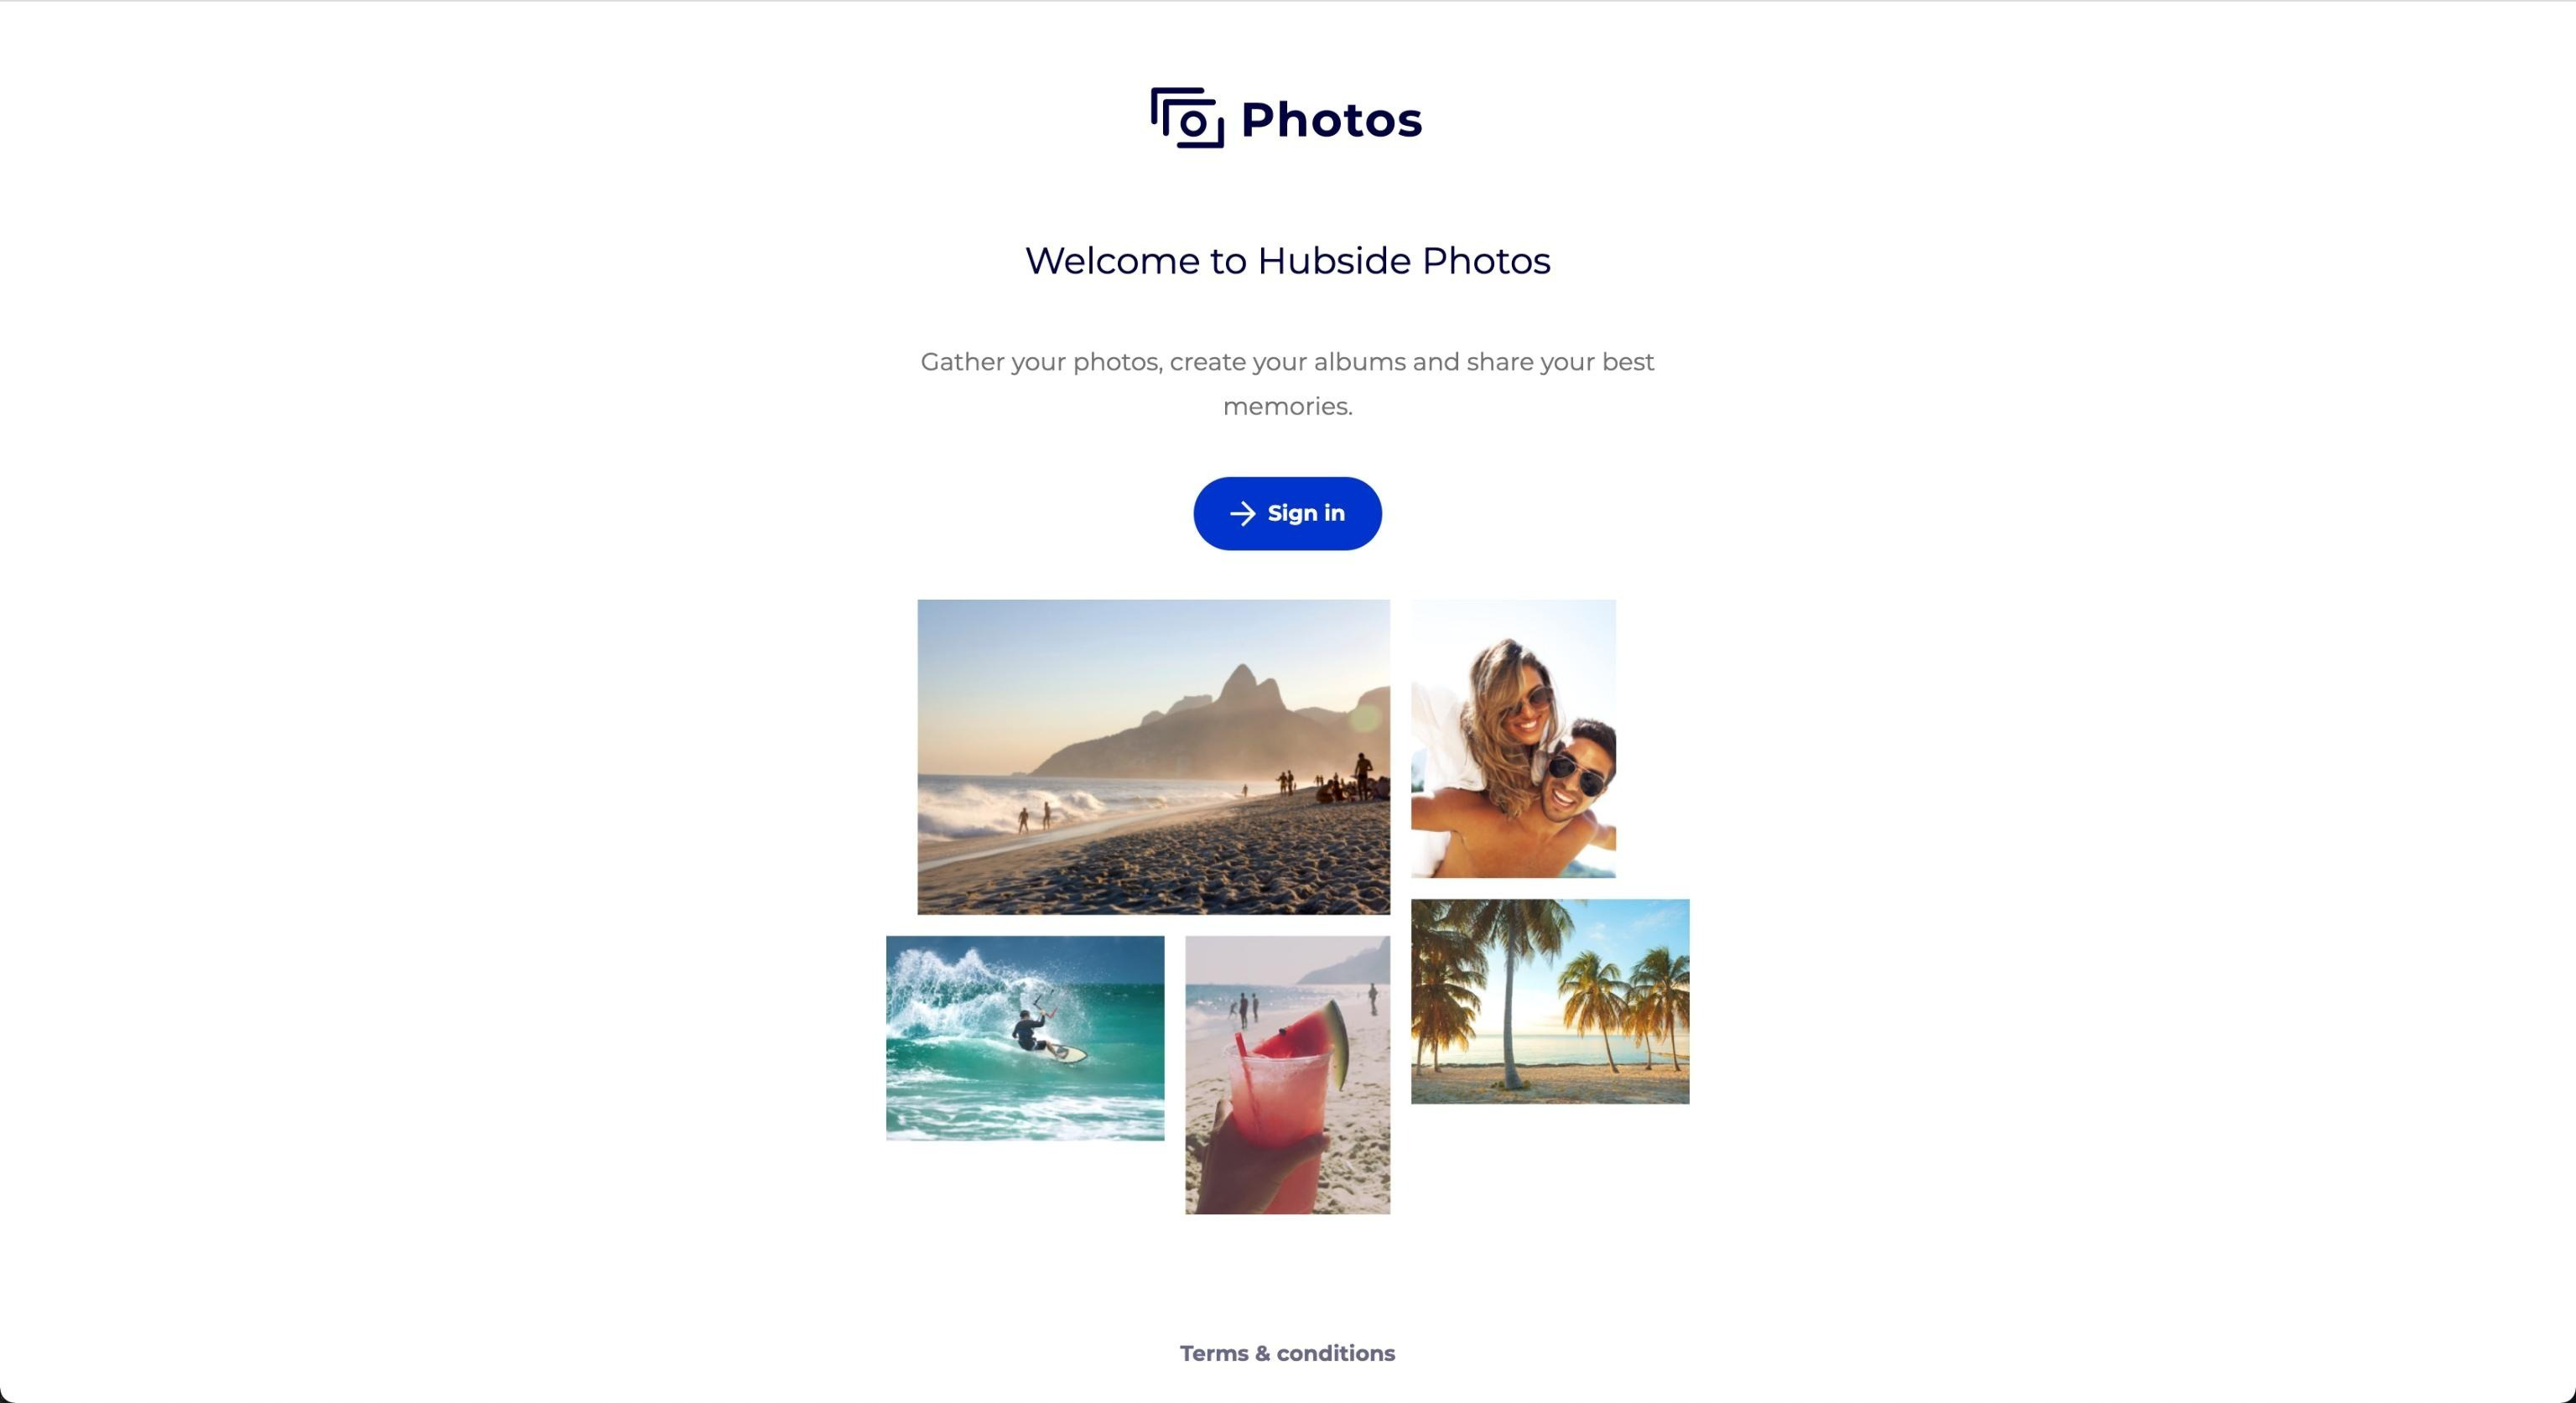 Photos
Welcome to Hubside Photos
Gather your photos, create your albums and share your best
memories.
Sign in
Terms & conditions